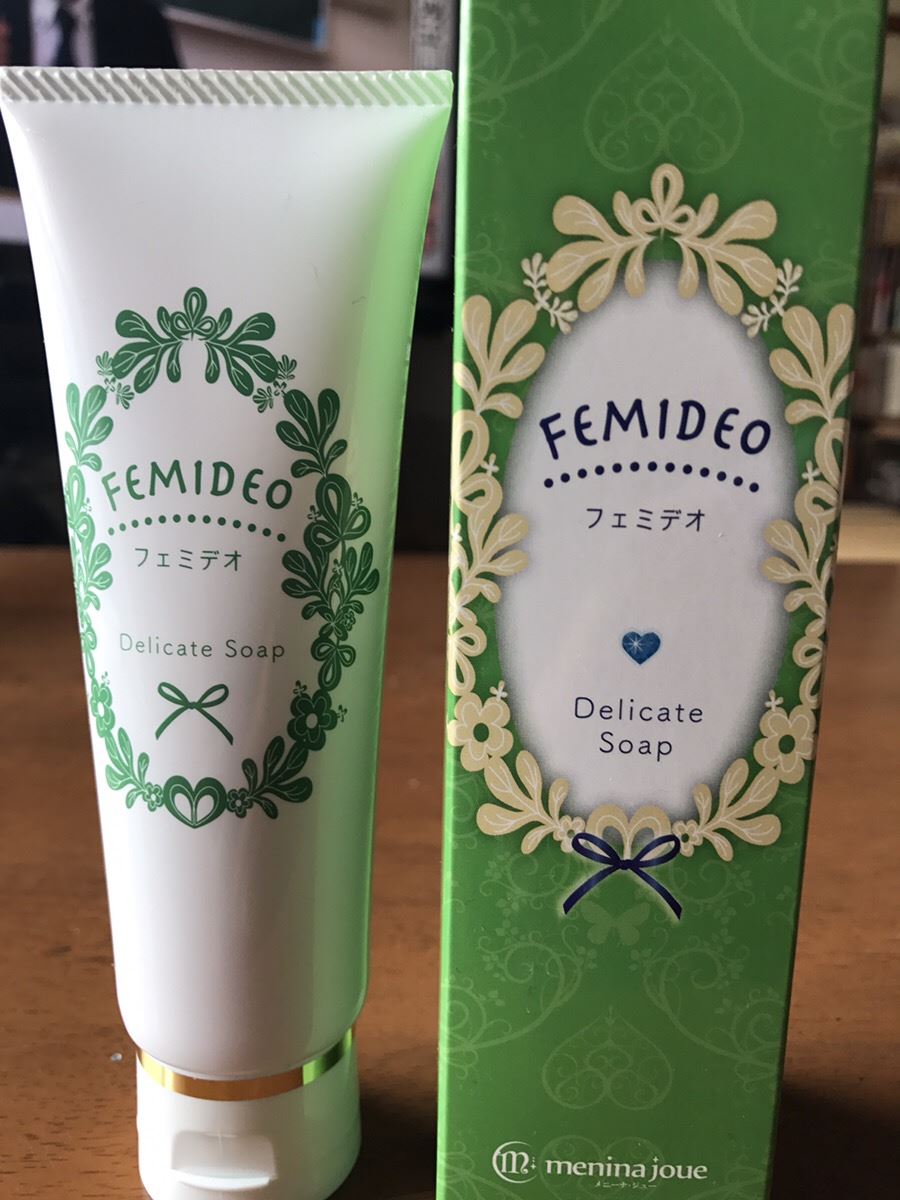 FEMIDEO
フェミデオ
Delicate Soap
FEMIDEO
フェミデオ
Delicate
Soap
m
menina joue
メニーナ・ジュー